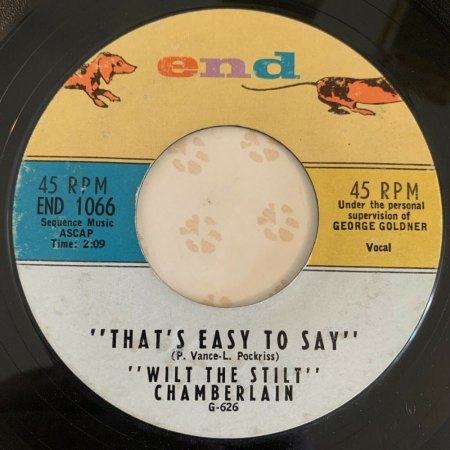 end
45 RPM
END 1066
Sequence Music
ASCAP
Time: 2:09
45 RPM
Under the personal
supervision of
GEORGE GOLDNER
Vocal
"THAT'S EASY TO SAY"
(P. Vance-L. Pockriss)
"WILT THE STILT"
CHAMBERLAIN
G-626